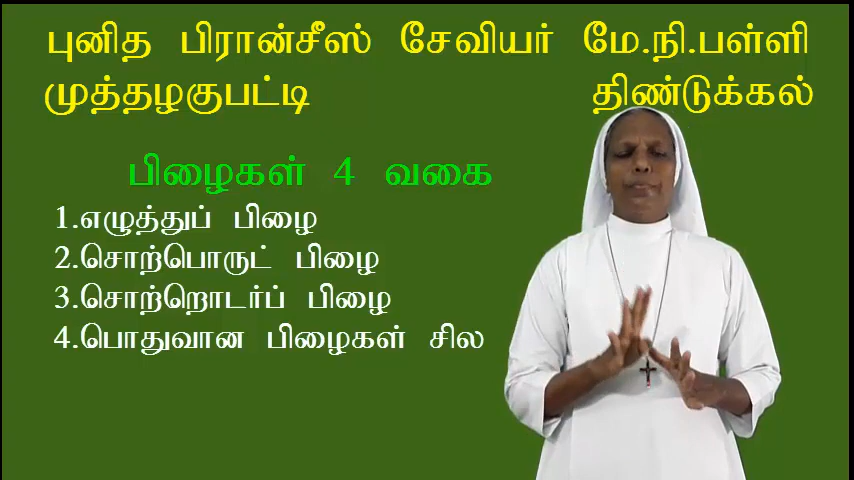 புனித பிரான்சீஸ் சேவியர் மே.நி.பள்ளி
முத்தழகுபட்டி திண்டுக்கல்
பிழைகள் 4 வகை
1.எழுத்துப் பிழை
2.சொற்பொருட் பிழை
3.சொற்றொடர்ப் பிழை
4.பொதுவான பிழைகள் சில